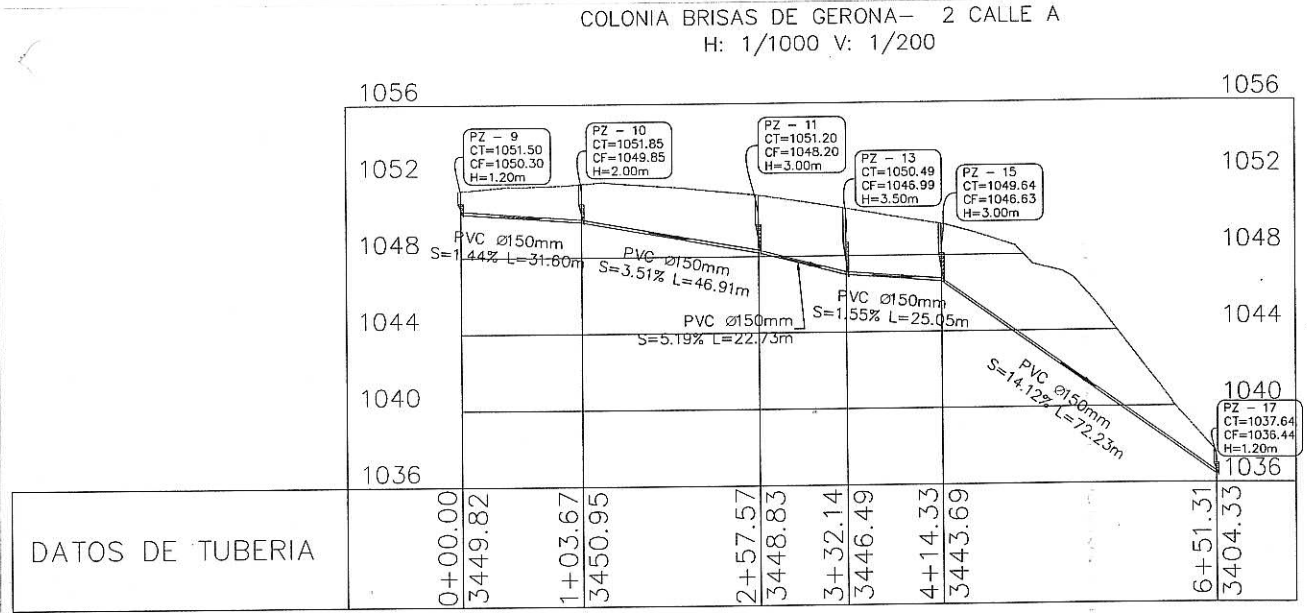 COLONIA BRISAS DE GERONA- 2 CALLE A
H: 1/1000 V: 1/200
1056
1056
PZ - 9
CT=1051.50
CF=1050.30
H=1.20m
PZ - 10
CT=1051.85
CF=1049.85
H=2.00m
PZ - 11
CT=1051.20
CF=1048.20
H=3.00m
PZ - 13
CT=1050.49
CF=1046.99
H=3.50m
PZ - 15
CT=1049.64
CF=1046.63
H=3.00m
1052
1052
1048
1048
PVC Ø150mm
S=1.44% L=31.60m
PVC Ø150mm
S=3.51% L=46.91m
PVC Ø150mm
S=5.19% L=22.73m
PVC Ø150mm
S=1.55% L=25.05m
PVC Ø150mm
S=14.12% L=72.23m
1044
1044
1040
1040
PZ - 17
CT=1037.64
CF=1036.44
H=1.20m
1036
1036
DATOS DE TUBERIA
0+00.00
3449.82
1+03.67
3450.95
2+57.57
3448.83
3+32.14
3446.49
4+14.33
3443.69
6+51.31
3404.33